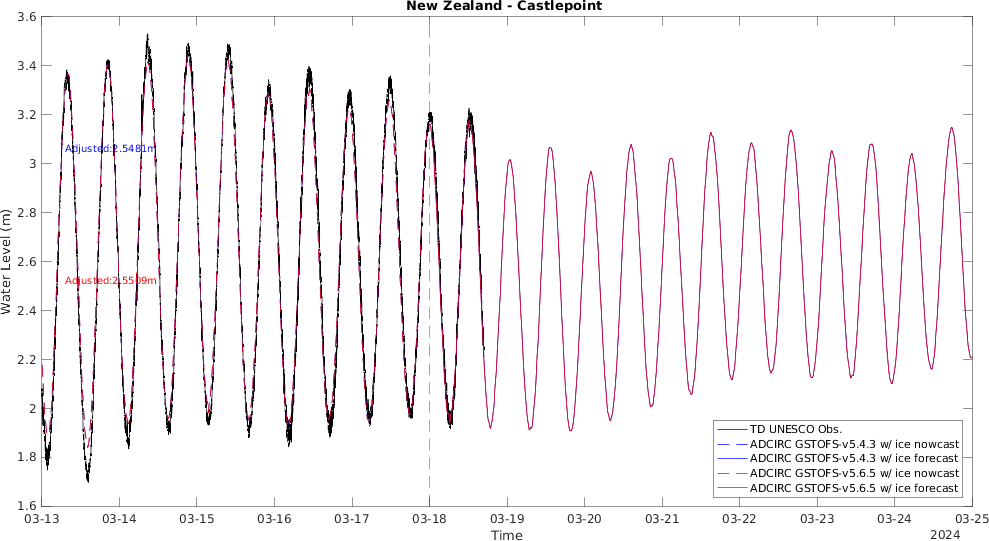 New Zealand - Castlepoint
Water Level (m)
3.6
3.4
3.2
3
2.8
2.6
2.4
2.2
2
1.8
1.6
Adjusted:2.5481m
Adjusted:2.5509m
TD UNESCO Obs.
ADCIRC GSTOFS-v5.4.3 w/ ice nowcast
ADCIRC GSTOFS-v5.4.3 w/ ice forecast
ADCIRC GSTOFS-v5.6.5 w/ ice nowcast
ADCIRC GSTOFS-v5.6.5 w/ ice forecast
03-13 03-14 03-15 03-16 03-17 03-18 03-19 03-20 03-21 03-22 03-23 03-24 03-25
Time
2024